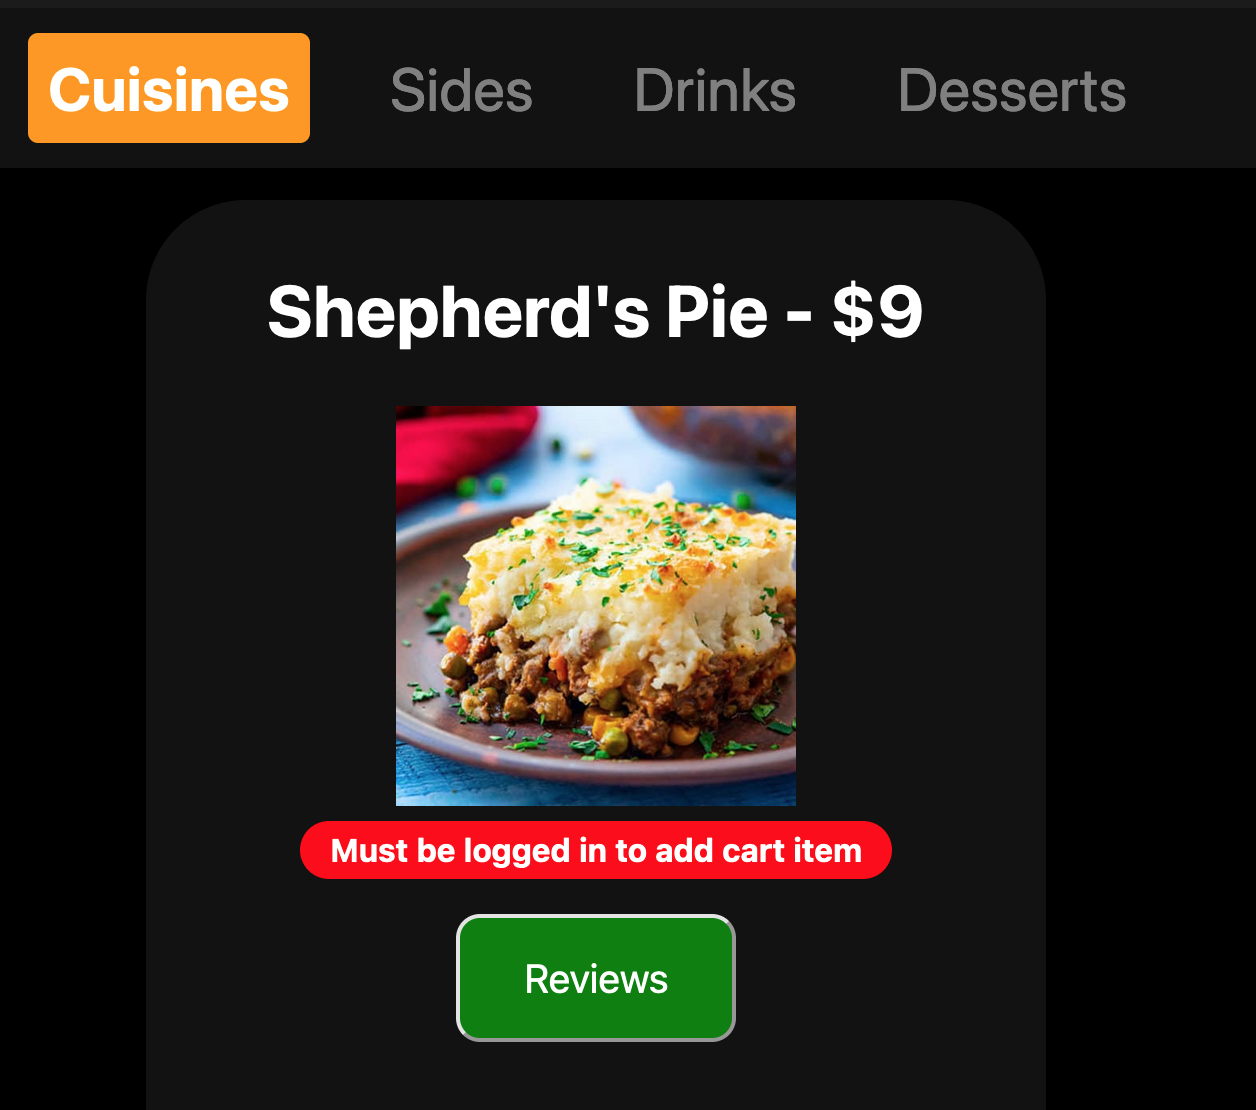 Cuisines Sides Drinks Desserts
Shepherd's Pie - $9
Must be logged in to add cart item
Reviews